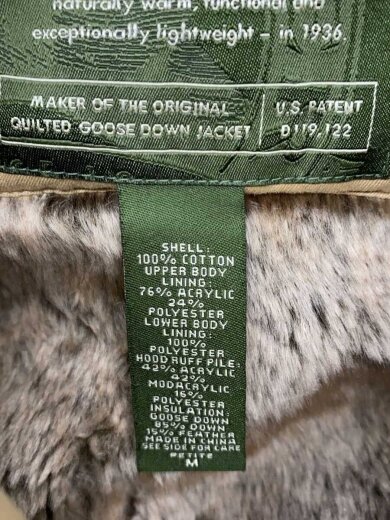 naturally warm, functional and
exceptionally lightweight – in 1936.
MAKER OF THE ORIGINAL
QUILTED GOOSE DOWN JACKET
U.S. PATENT
D119,122
SHELL:
100% COTTON
UPPER BODY
LINING:
76% ACRYLIC
24%
POLYESTER
LOWER BODY
LINING:
100%
POLYESTER
HOOD RUFF PILE:
42% ACRYLIC
42%
MODACRYLIC
16%
POLYESTER
INSULATION:
GOOSE DOWN
85% DOWN
15% FEATHER
MADE IN CHINA
SEE SIDE FOR CARE
PETITE
M